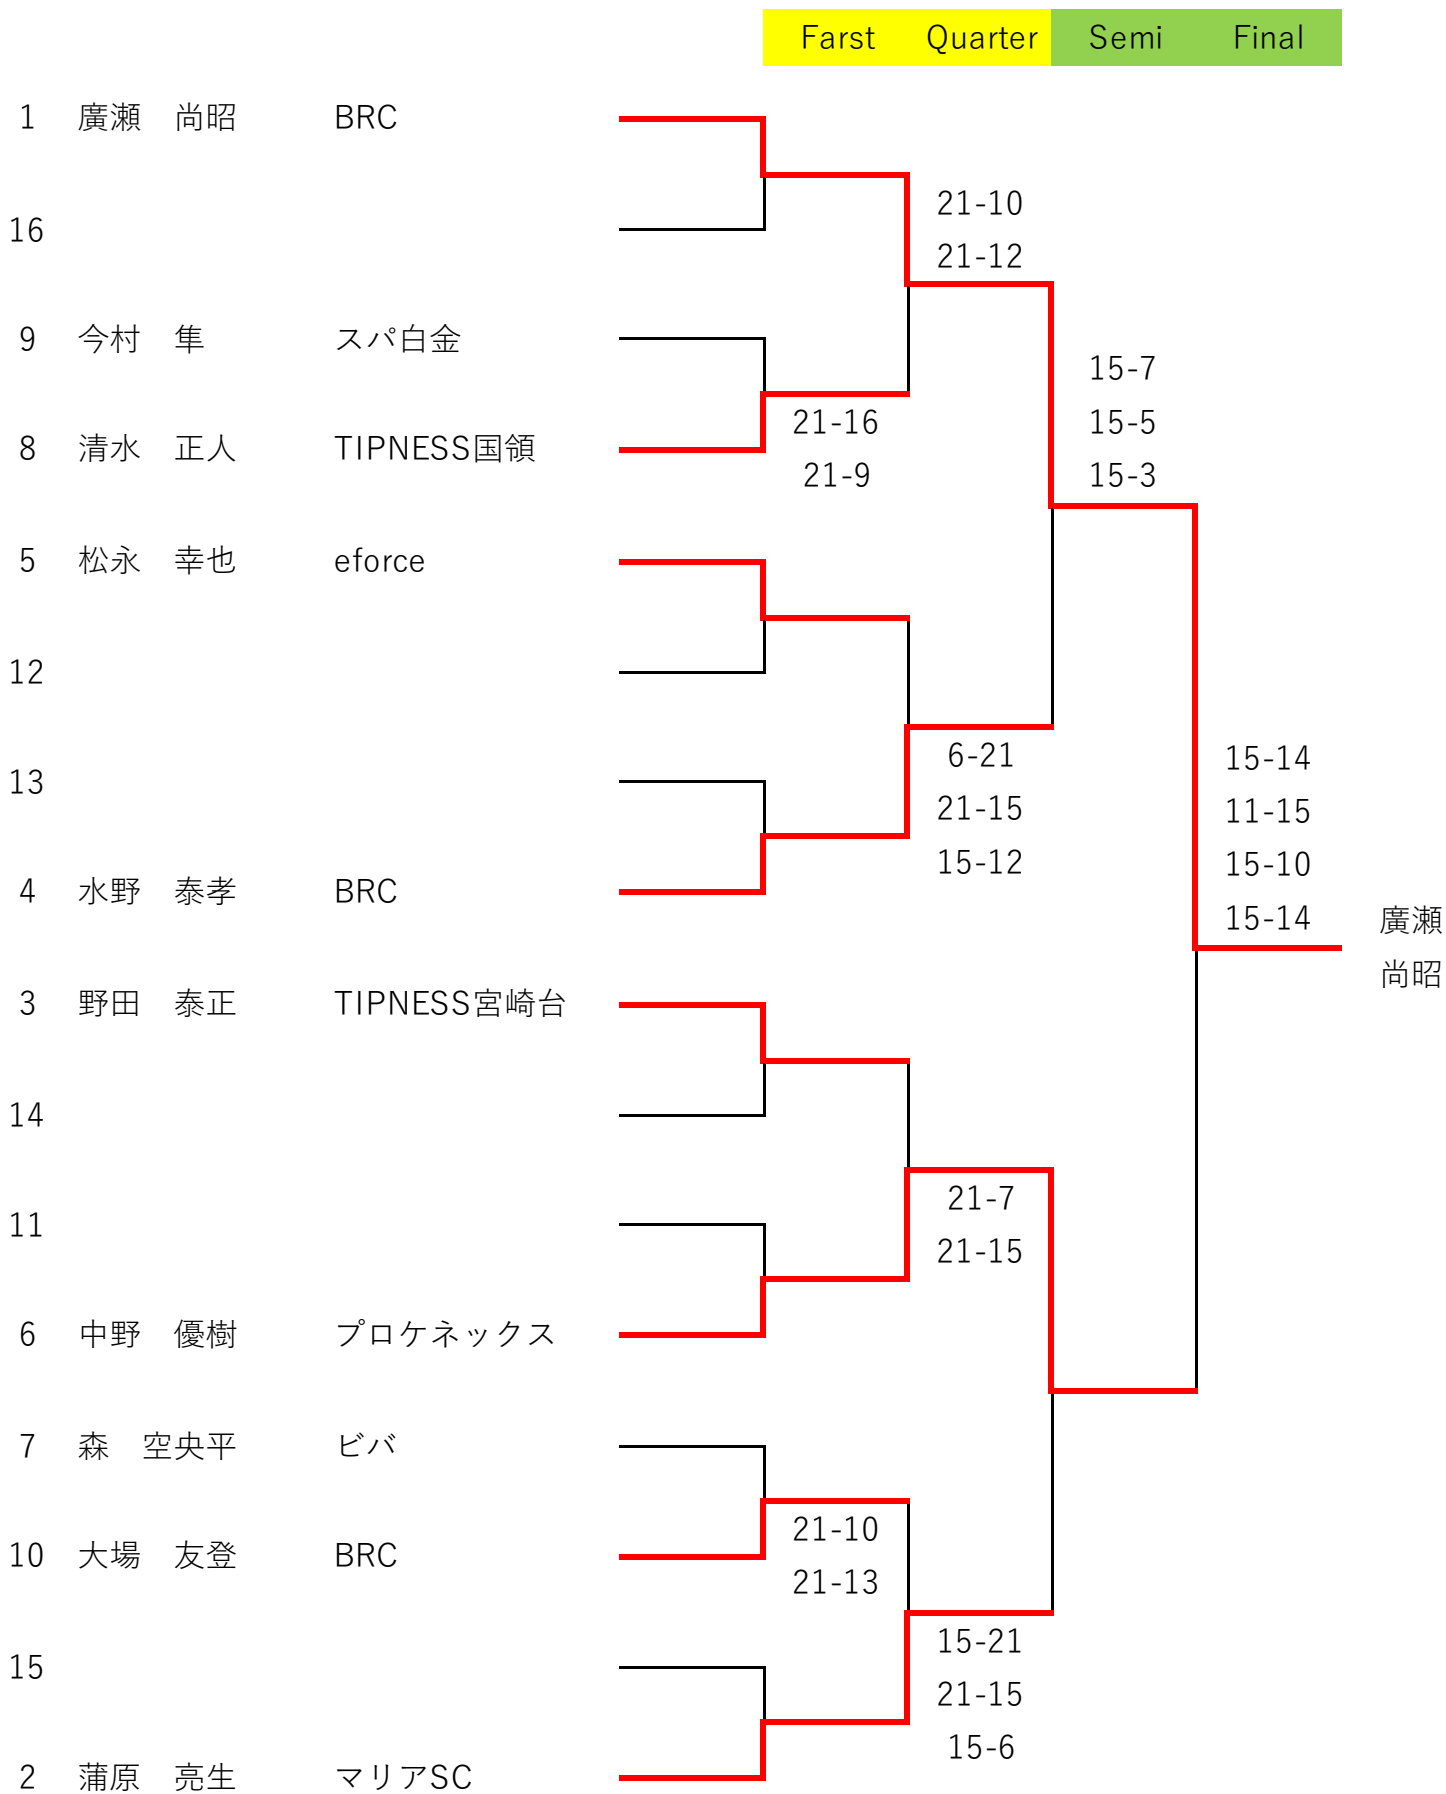 Farst Quarter Semi Final
1 廣瀬　尚昭 BRC
21-10
16
21-12
9 今村　隼 スパ白金
15-7
21-16 15-5
8 清水　正人 TIPNESS国領
21-9 15-3
5 松永　幸也 eforce
12
6-21 15-14
13
21-15 11-15
15-12 15-10
4 水野　泰孝 BRC
15-14 廣瀬
尚昭
3 野田　泰正 TIPNESS宮崎台
14
21-7
11
21-15
6 中野　優樹 プロケネックス
7 森　空央平 ビバ
21-10
10 大場　友登 BRC
21-13
15-21
15
21-15
15-6
2 蒲原　亮生 マリアSC